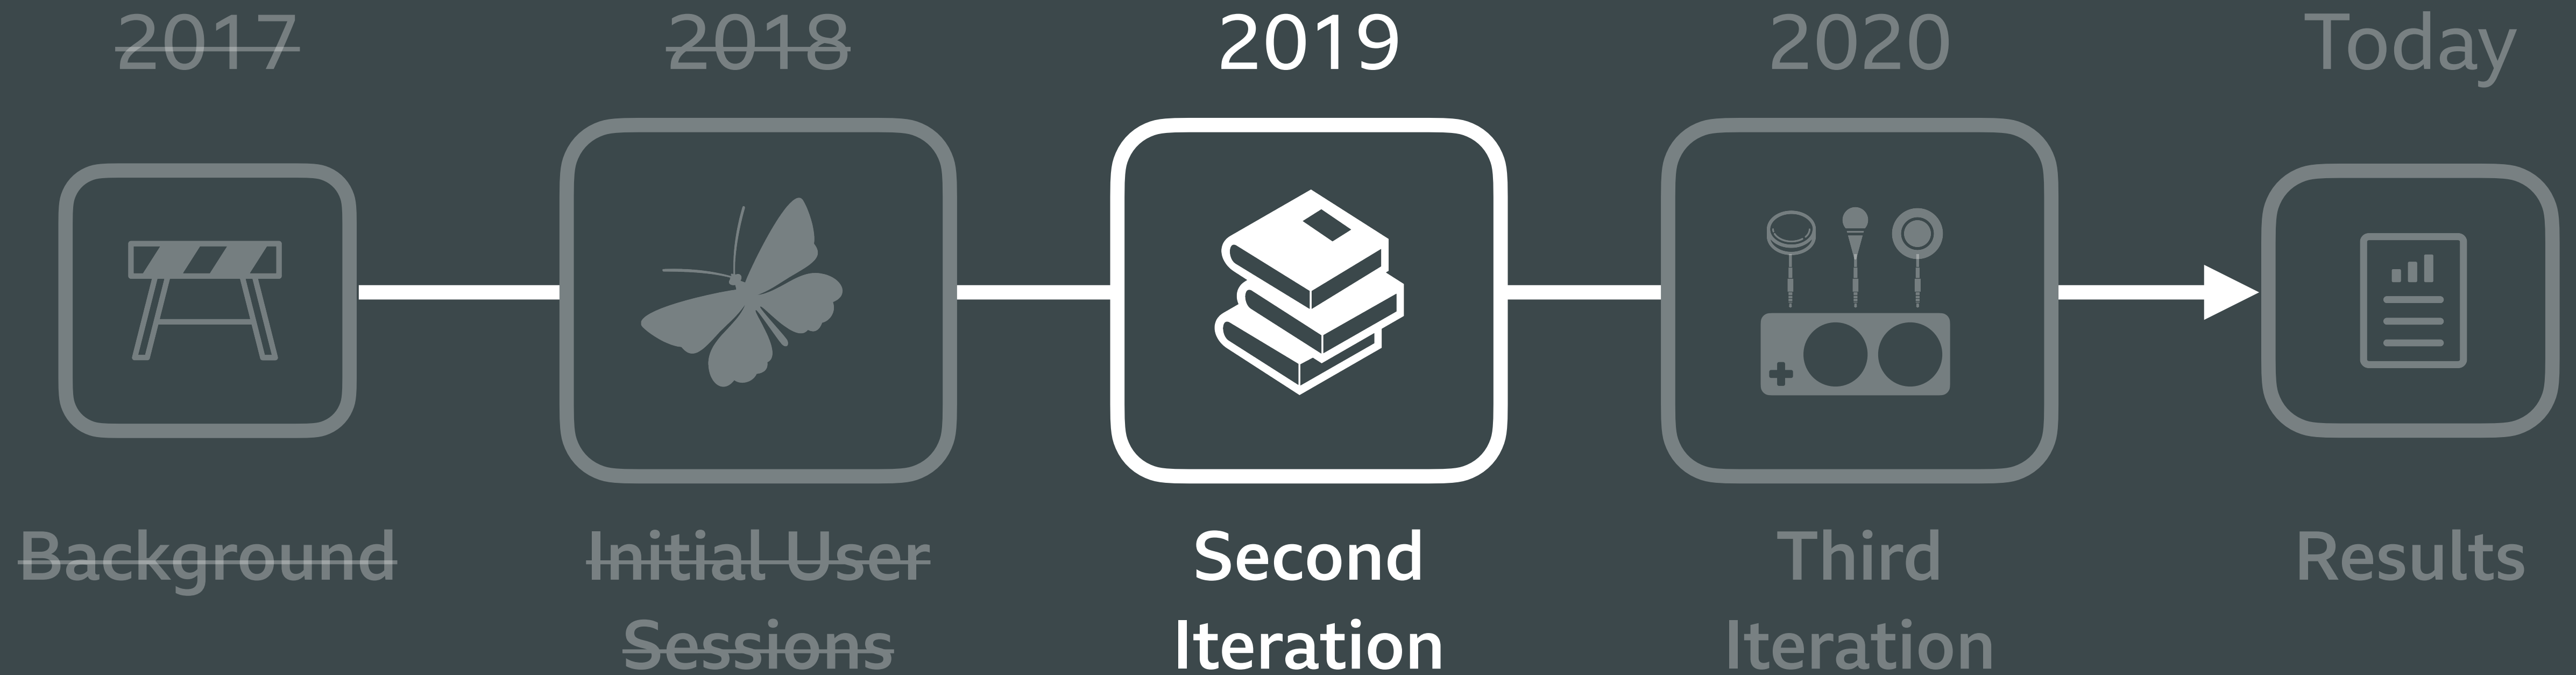 2017
2018
2019
2020
Today
Background
Initial User
Sessions
Second
Iteration
Third
Iteration
Results